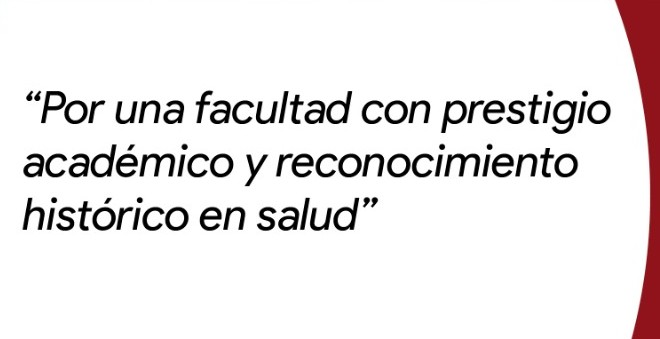 “Por una facultad con prestigio
académico y reconocimiento
histórico en salud”